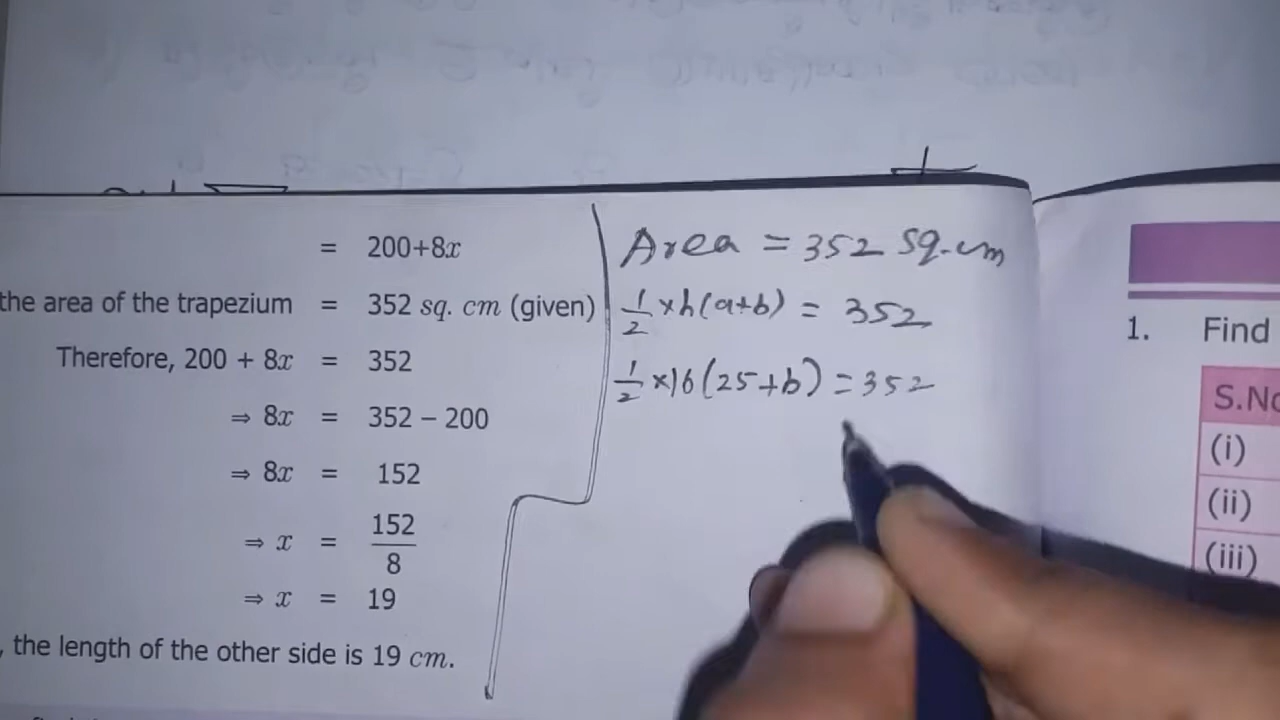 = 200+8x
the area of the trapezium = 352 sq. cm (given)
Therefore, 200 + 8x = 352
⇒ 8x = 352 – 200
⇒ 8x = 152
⇒ x = 152/8
⇒ x = 19
, the length of the other side is 19 cm.
Area = 352 sq.cm
1/2 ×h(a+b) = 352
1/2 ×16(25+b) = 352
1. Find
S.No
(i)
(ii)
(iii)